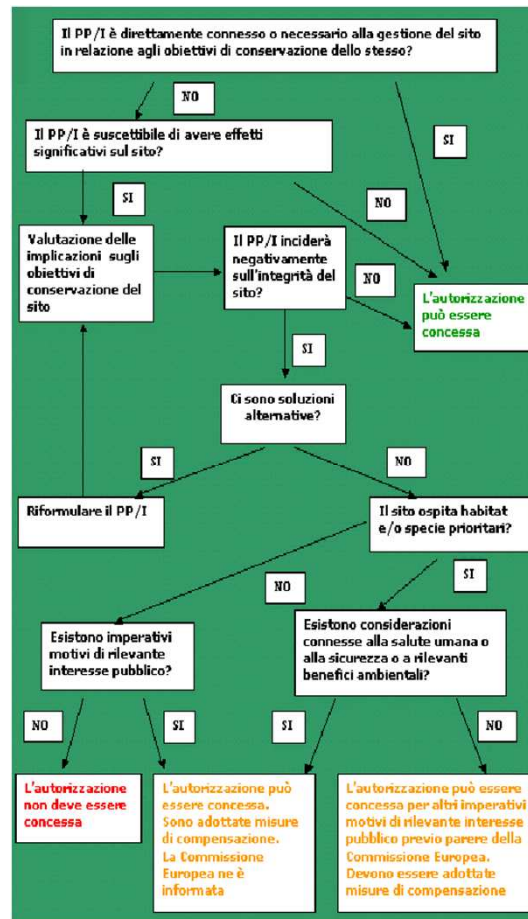 Il PP/I è direttamente connesso o necessario alla gestione del sito
in relazione agli obiettivi di conservazione dello stesso?
NO
SI
Il PP/I è suscettibile di avere effetti
significativi sul sito?
SI
NO
Valutazione delle
implicazioni sugli
obiettivi di
conservazione del
sito
Il PP/I inciderà
negativamente
sull'integrità del
sito?
NO
L'autorizzazione
può essere
concessa
SI
Ci sono soluzioni
alternative?
SI
NO
Riformulare il PP/I
Il sito ospita habitat
e/o specie prioritari?
NO
SI
Esistono imperativi
motivi di rilevante
interesse pubblico?
Esistono considerazioni
connesse alla salute umana o
alla sicurezza o a rilevanti
benefici ambientali?
NO
SI
SI
NO
L'autorizzazione
non deve essere
concessa
L'autorizzazione può
essere concessa.
Sono adottate misure
di compensazione.
La Commissione
Europea ne è
informata
L'autorizzazione può essere
concessa per altri imperativi
motivi di rilevante interesse
pubblico previo parere della
Commissione Europea.
Devono essere adottate
misure di compensazione